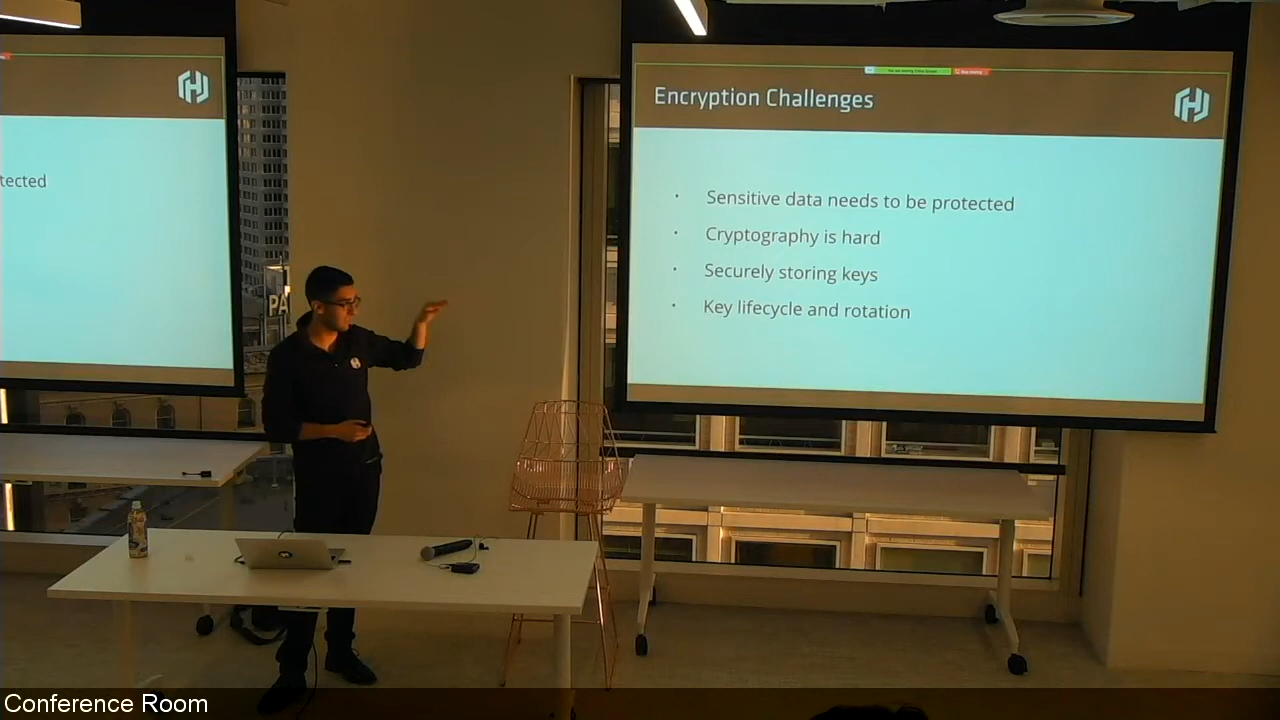 tected
PA
Encryption Challenges
Sensitive data needs to be protected
Cryptography is hard
Securely storing keys
Key lifecycle and rotation
Conference Room